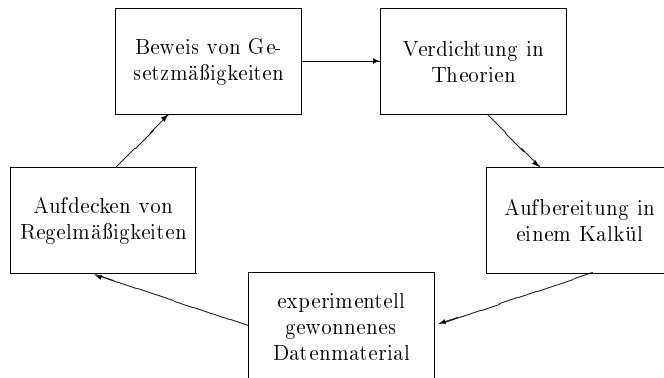 Beweis von Ge-
setzmäßigkeiten
Verdichtung in
Theorien
Aufdecken von
Regelmäßigkeiten
Aufbereitung in
einem Kalkül
experimentell
gewonnenes
Datenmaterial